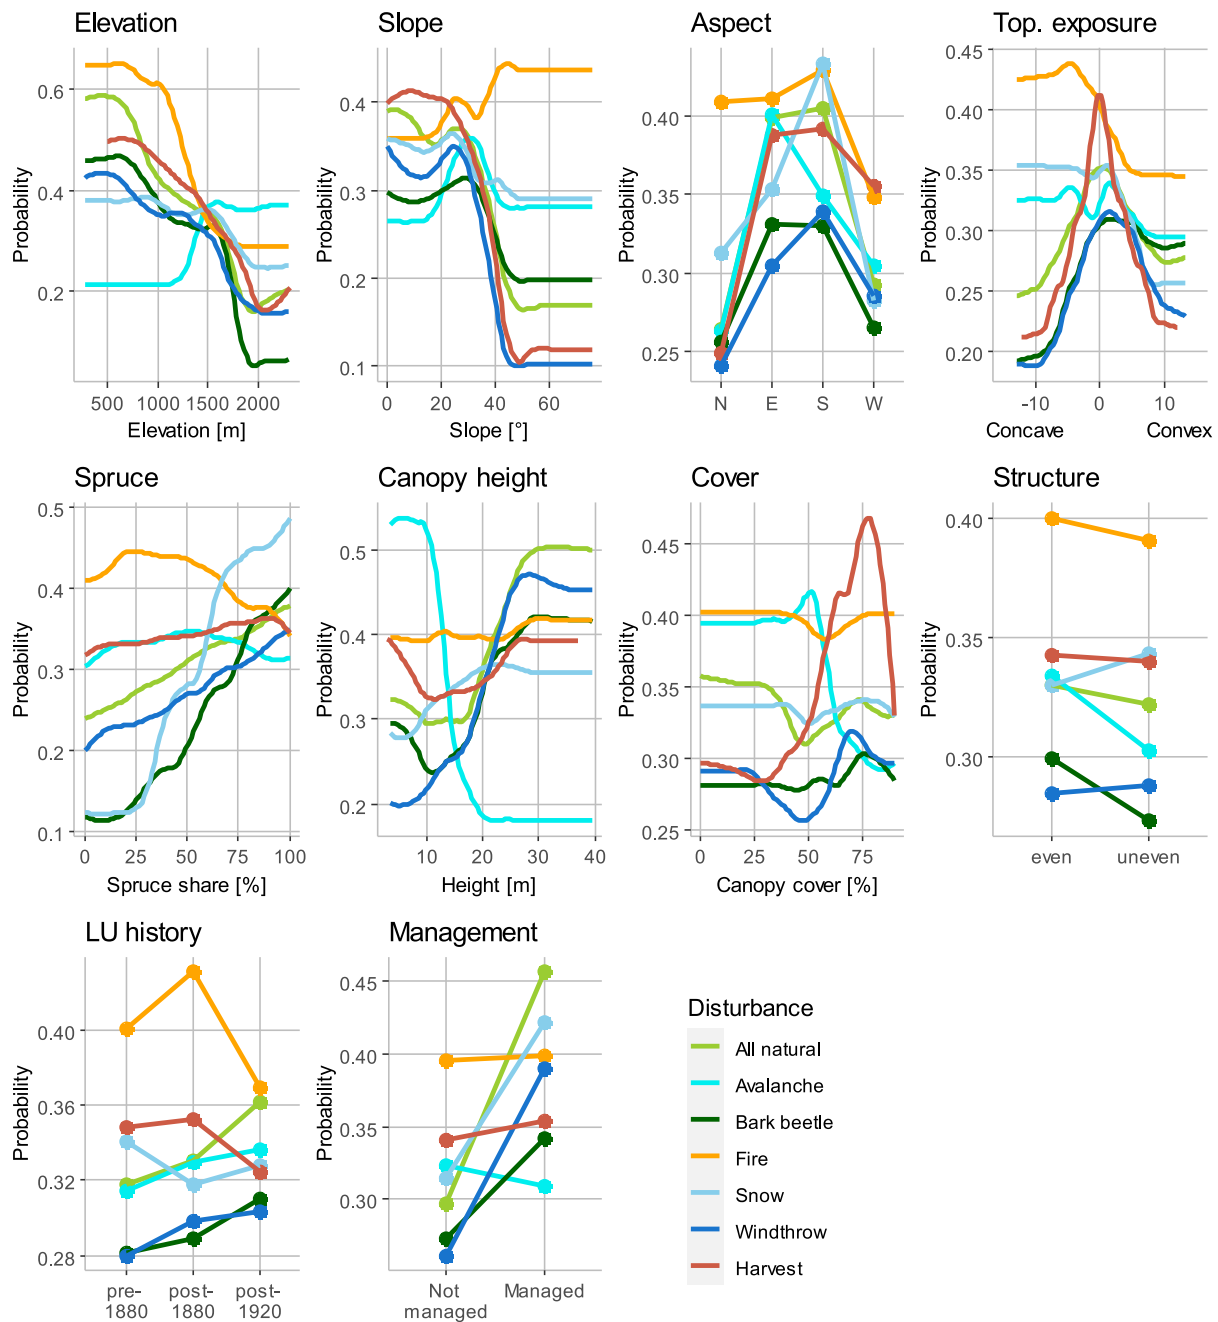 Elevation
Probability
0.6
0.4
0.2
500 1000 1500 2000
Elevation [m]
Slope
Probability
0.4
0.3
0.2
0.1
0 20 40 60
Slope [°]
Aspect
Probability
0.40
0.35
0.30
0.25
N E S W
Top. exposure
Probability
0.45
0.40
0.35
0.30
0.25
0.20
-10 0 10
Concave Convex
Spruce
Probability
0.5
0.4
0.3
0.2
0.1
0 25 50 75 100
Spruce share [%]
Canopy height
Probability
0.5
0.4
0.3
0.2
10 20 30 40
Height [m]
Cover
Probability
0.45
0.40
0.35
0.30
0.25
0 25 50 75
Canopy cover [%]
Structure
Probability
0.40
0.35
0.30
even uneven
LU history
Probability
0.40
0.36
0.32
0.28
pre- post- post-
1880 1880 1920
Management
Probability
0.45
0.40
0.35
0.30
Not Managed
managed
Disturbance
All natural
Avalanche
Bark beetle
Fire
Snow
Windthrow
Harvest